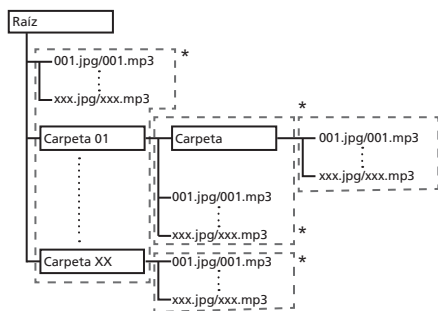 Raíz
001.jpg/001.mp3
*
xxx.jpg/xxx.mp3
*
Carpeta 01
Carpeta
001.jpg/001.mp3
xxx.jpg/xxx.mp3
001.jpg/001.mp3
xxx.jpg/xxx.mp3
*
Carpeta XX
001.jpg/001.mp3
*
xxx.jpg/xxx.mp3